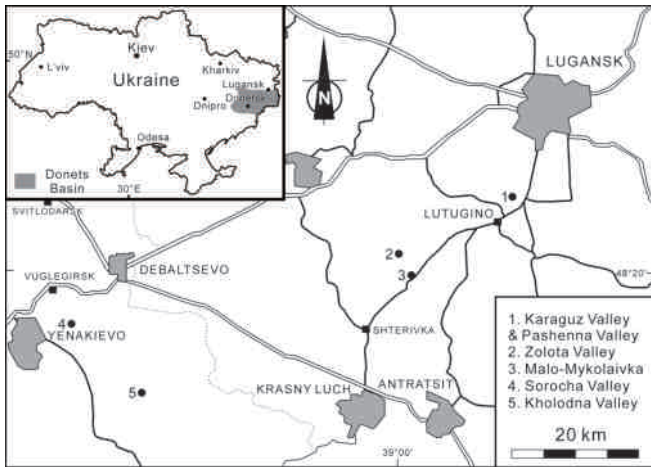 50°N
Kiev
L'viv
Kharkiv
Ukraine
Lugansk
Donetsk
Dnipro
Odesa
Donets
Basin
30°E
N
LUGANSK
SVITLODARSK
1
LUTUGINO
2
3
DEBALTSEVO
48°20'
VUGLEGIRSK
4
YENAKIEVO
SHTERIVKA
5
KRASNY LUCH
ANTRATSIT
39°00'
1. Karaguz Valley
& Pashenna Valley
2. Zolota Valley
3. Malo-Mykolaivka
4. Sorocha Valley
5. Kholodna Valley
20 km